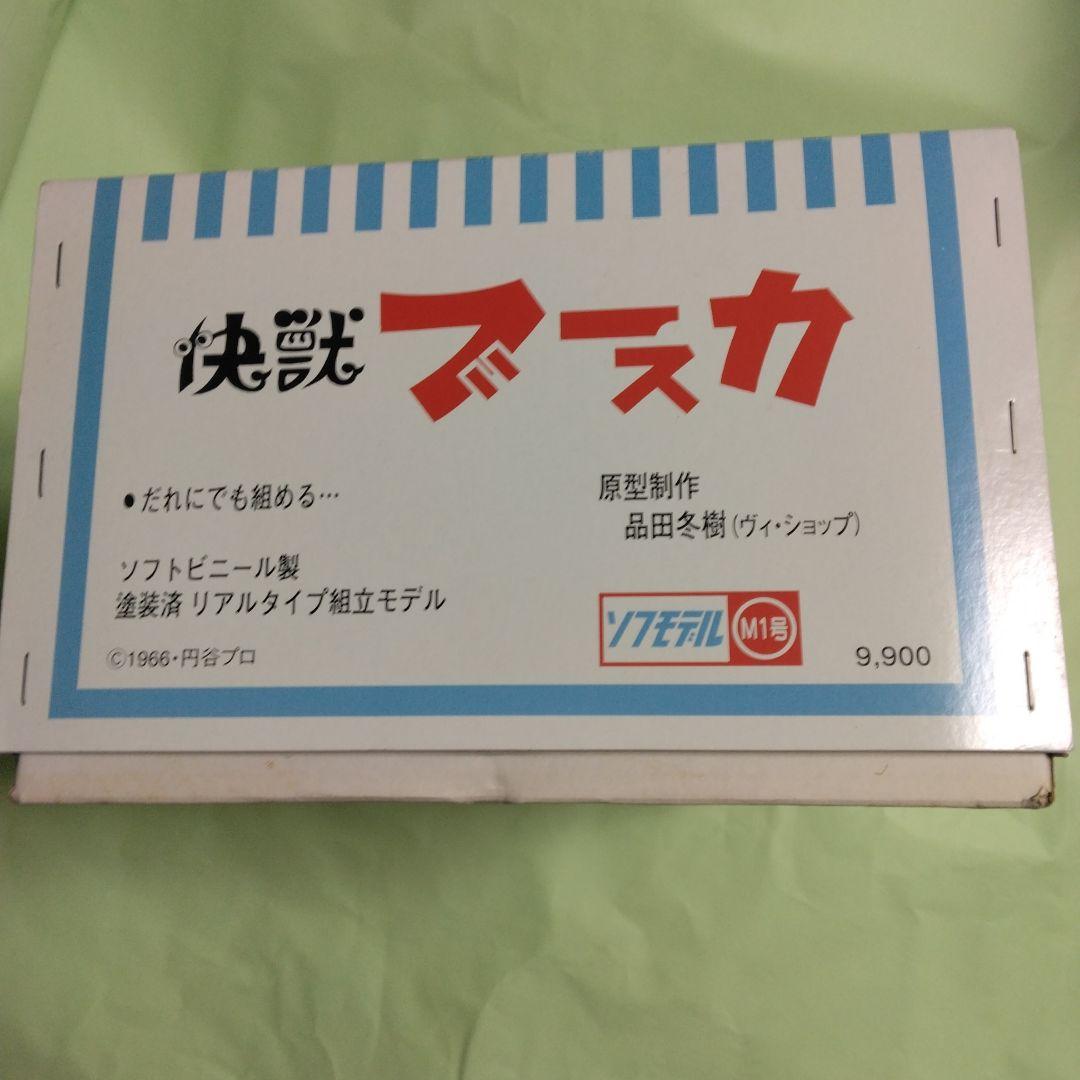 快獣 ブースカ
•だれにでも組める…
ソフトビニール製
塗装済 リアルタイプ組立モデル
©1966・円谷プロ
原型制作
品田冬樹(ヴィ・ショップ)
ソフモデル M1号
9,900